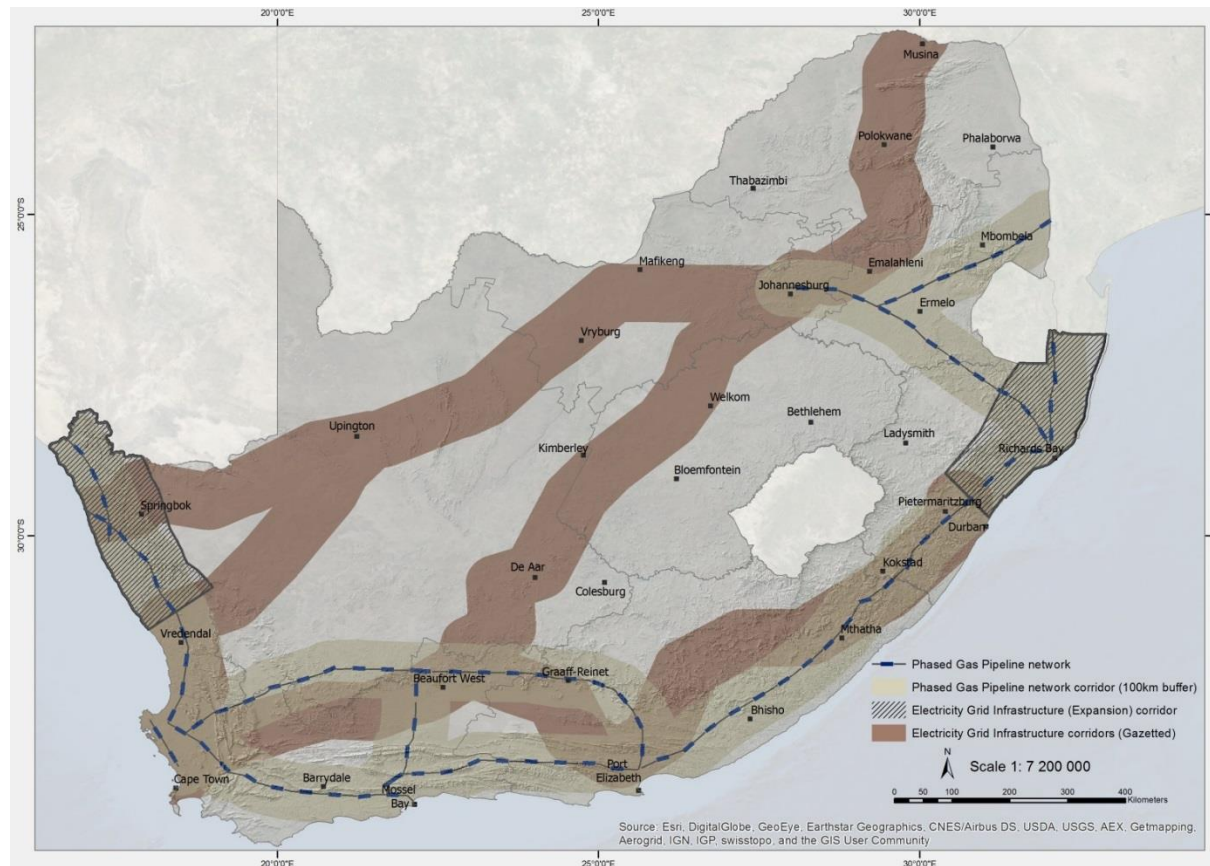 20°0'0"E
25°0'0"E
30°0'0"E
Musina
Polokwane
Phalaborwa
Thabazimbi
25°0'0"S
25°0'0"S
Mbombela
Mafikeng
Emalahleni
Johannesburg
Ermelo
Vryburg
Welkom
Bethlehem
Upington
Ladysmith
Kimberley
Richards Bay
Bloemfontein
Springbok
Pietermaritzburg
Durban
30°0'0"S
30°0'0"S
De Aar
Kokstad
Colesburg
Vredendal
Mthatha
Graaff-Reinet
Beaufort West
Bhisho
Port
Elizabeth
Cape Town
Barrydale
Mossel
Bay
Phased Gas Pipeline network
Phased Gas Pipeline network corridor (100km buffer)
Electricity Grid Infrastructure (Expansion) corridor
Electricity Grid Infrastructure corridors (Gazetted)
N
Scale 1: 7 200 000
0 50 100 200 300 400
Kilometers
Source: Esri, DigitalGlobe, GeoEye, Earthstar Geographics, CNES/Airbus DS, USDA, USGS, AEX, Getmapping,
Aerogrid, IGN, IGP, swisstopo, and the GIS User Community
20°0'0"E
25°0'0"E
30°0'0"E